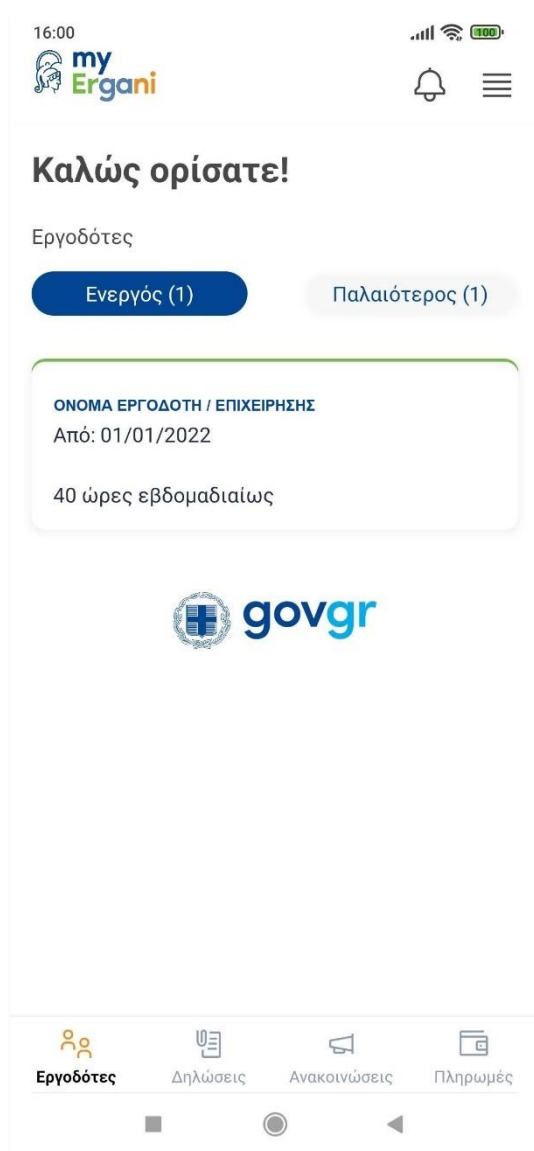 16:00
100
my
Ergani
Καλώς ορίσατε!
Εργοδότες
Ενεργός (1) Παλαιότερος (1)
ΟΝΟΜΑ ΕΡΓΟΔΟΤΗ / ΕΠΙΧΕΙΡΗΣΗΣ
Από: 01/01/2022
40 ώρες εβδομαδιαίως
govgr
Εργοδότες Δηλώσεις Ανακοινώσεις Πληρωμές